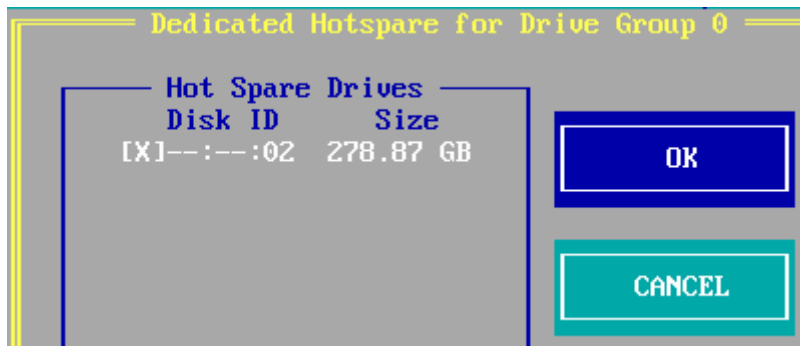 Dedicated Hotspare for Drive Group 0
Hot Spare Drives
Disk ID Size
[X]--:--:02 278.87 GB
OK
CANCEL